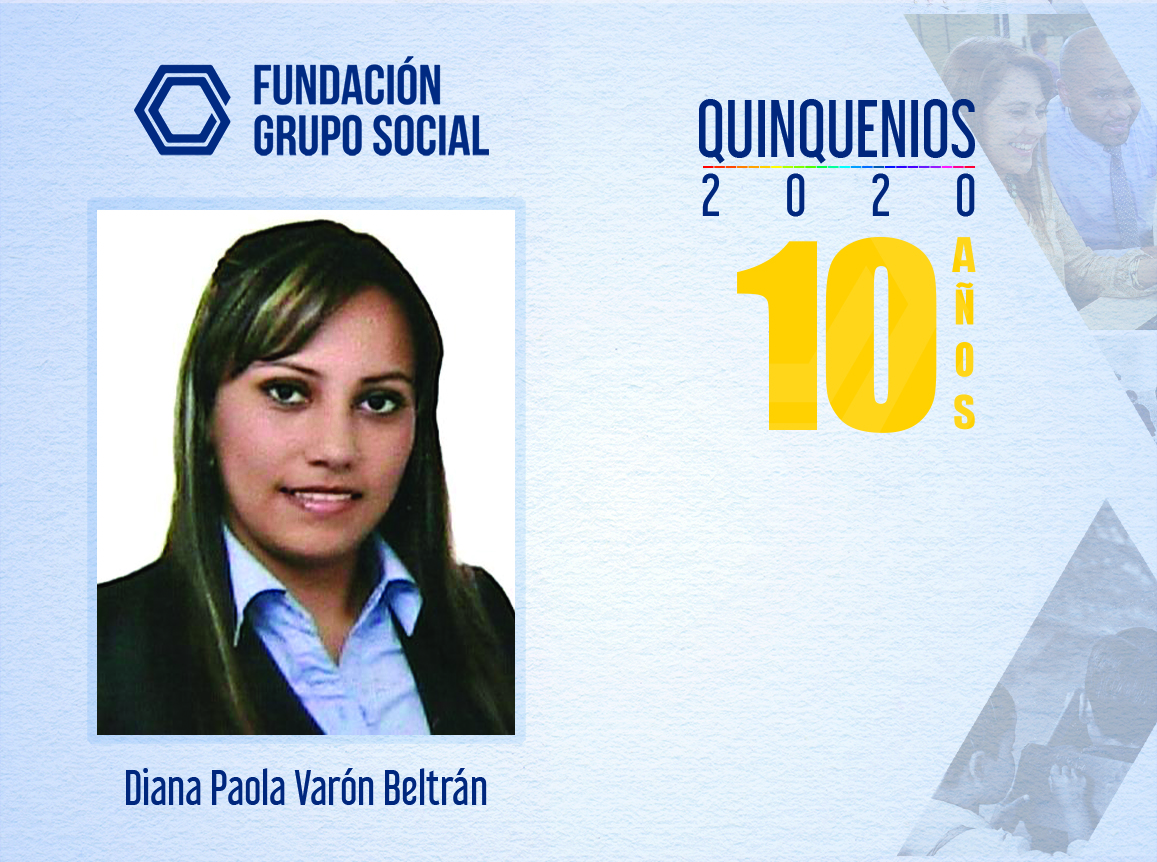 FUNDACIÓN
GRUPO SOCIAL
Diana Paola Varón Beltrán
QUINQUENIOS
2020
10
AÑOS